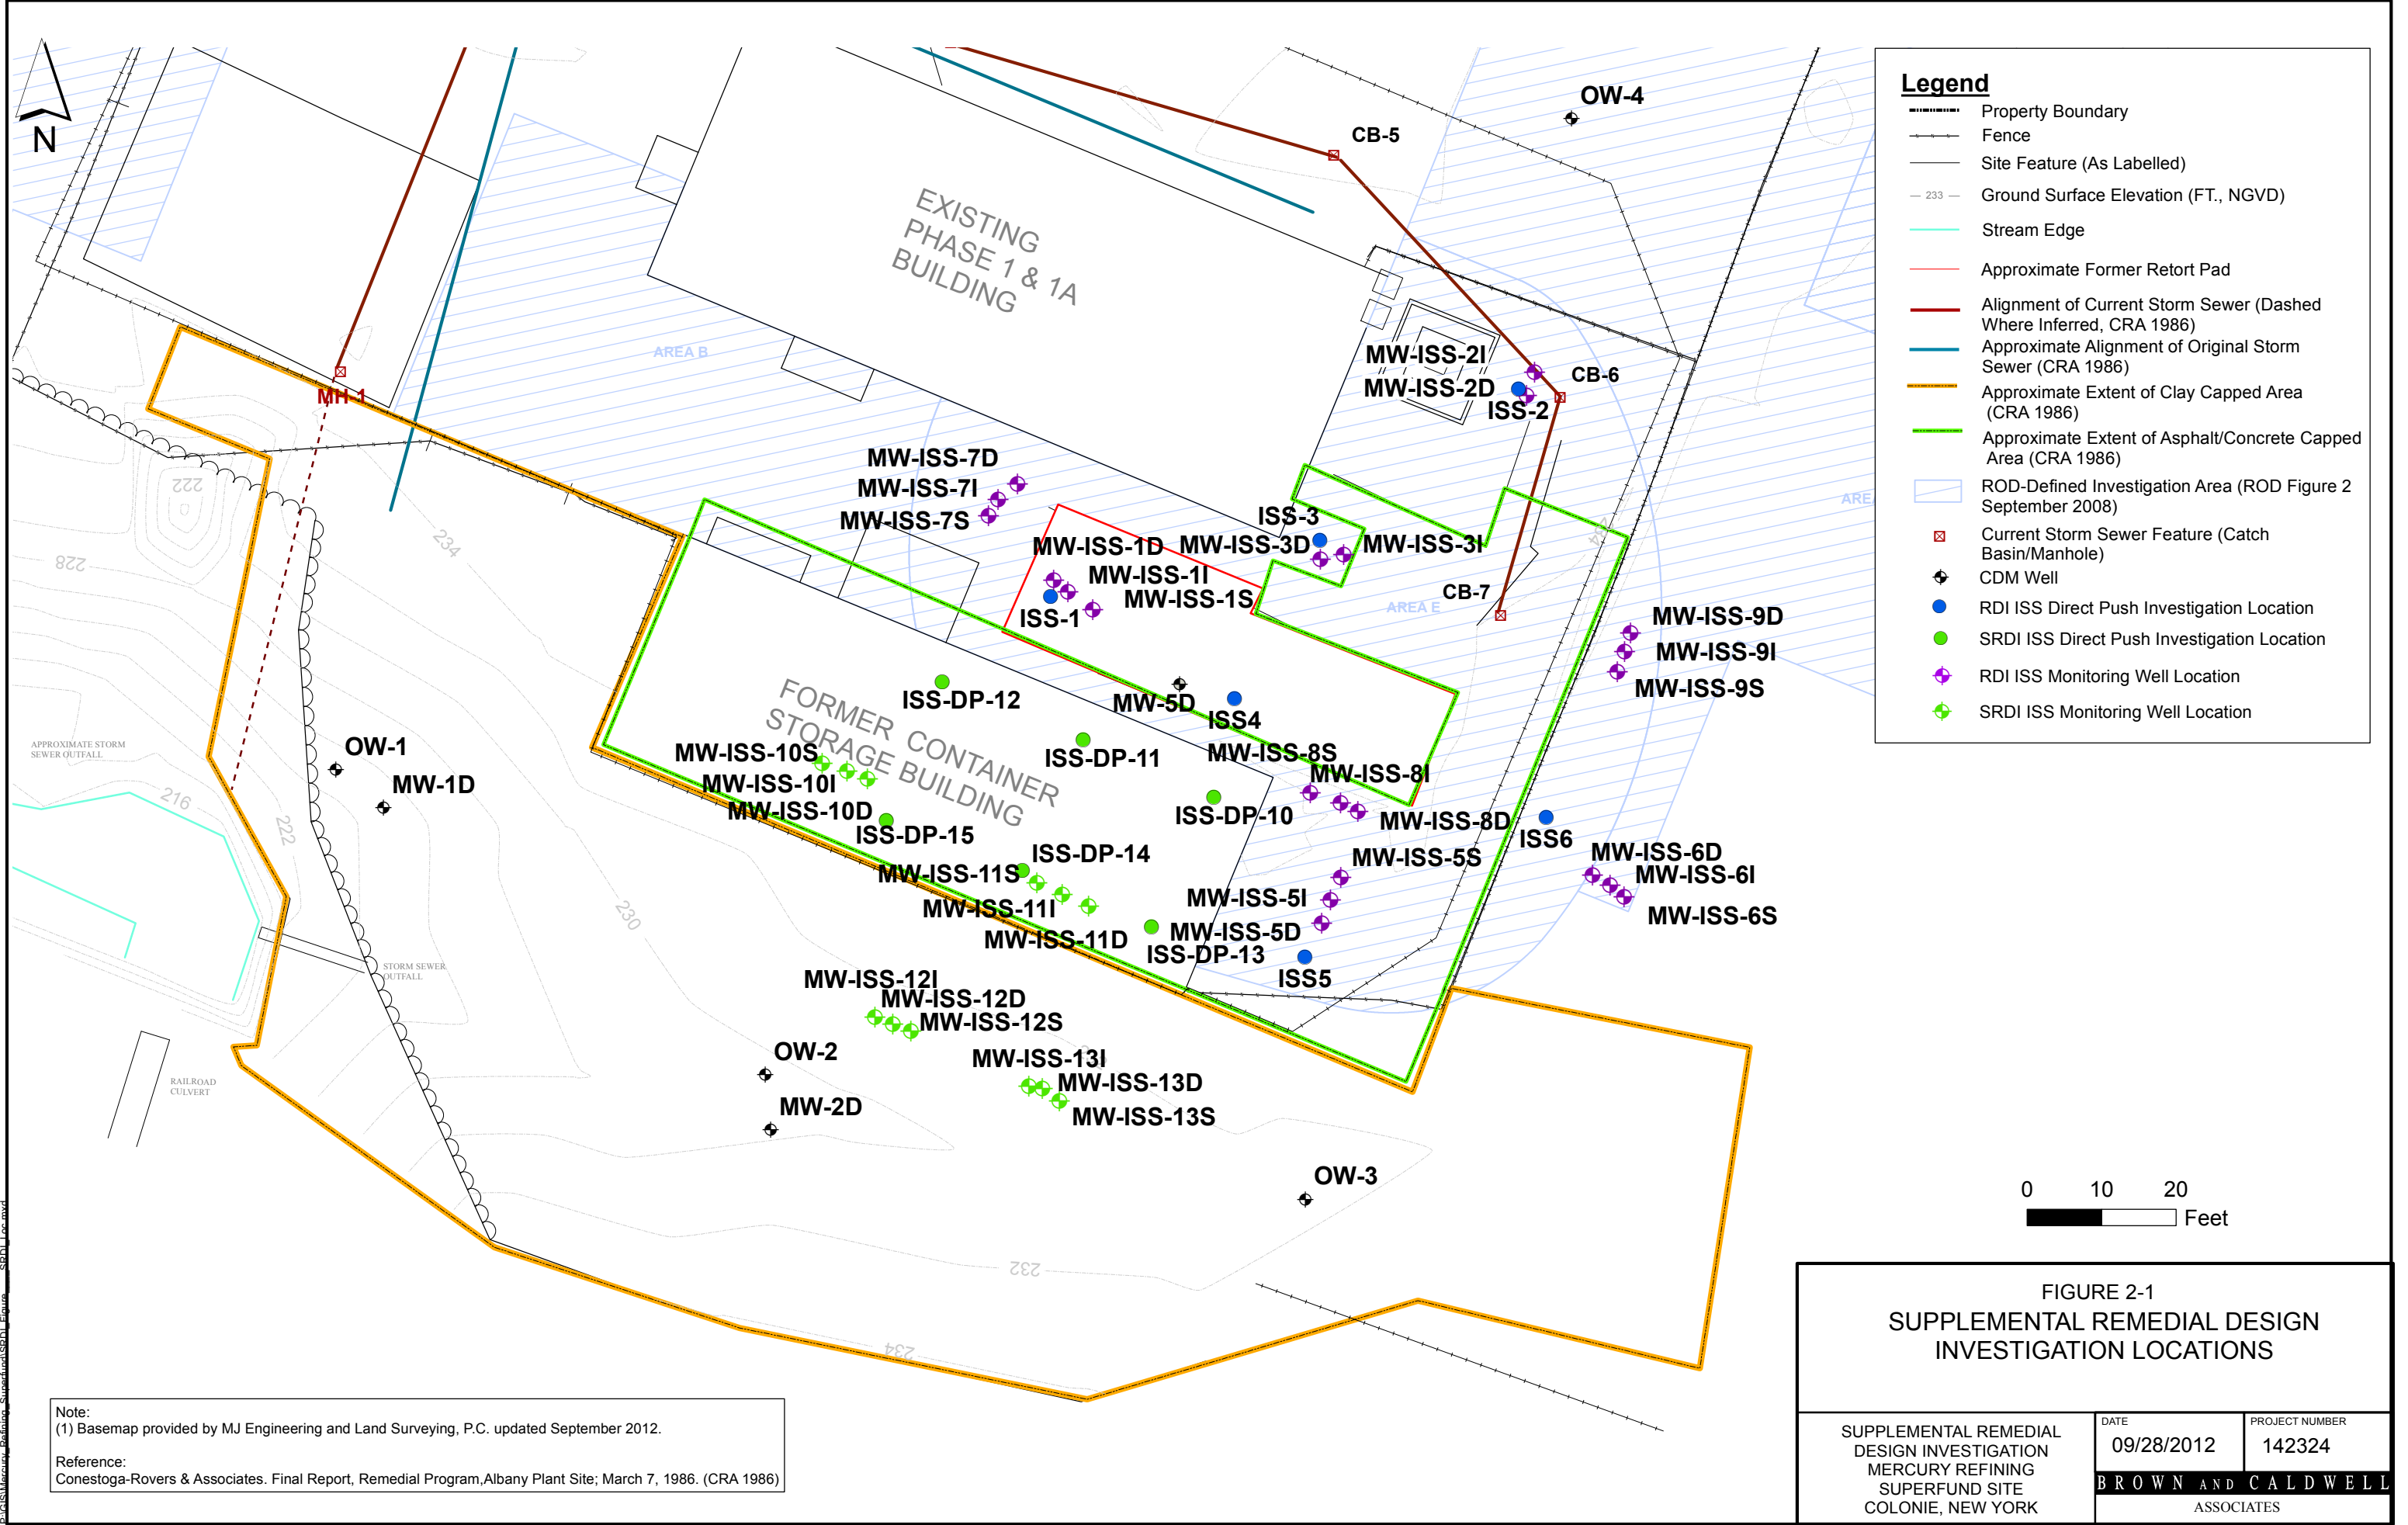 N
OW-4
CB-5
EXISTING
PHASE 1 & 1A
BUILDING
AREA B
MH-1
MW-ISS-2I
MW-ISS-2D
CB-6
ISS-2
MW-ISS-7D
MW-ISS-7I
MW-ISS-7S
222
234
228
ISS-3
MW-ISS-1D
MW-ISS-3D
MW-ISS-3I
MW-ISS-1I
MW-ISS-1S
ISS-1
CB-7
AREA E
ARE
MW-ISS-9D
MW-ISS-9I
MW-ISS-9S
ISS-DP-12
MW-5D
ISS4
FORMER CONTAINER
STORAGE BUILDING
APPROXIMATE STORM
SEWER OUTFALL
OW-1
MW-1D
MW-ISS-10S
MW-ISS-10I
MW-ISS-10D
ISS-DP-11
MW-ISS-8S
MW-ISS-8I
MW-ISS-8D
ISS-DP-10
216
222
ISS-DP-15
ISS-DP-14
ISS6
MW-ISS-5S
MW-ISS-6D
MW-ISS-6I
MW-ISS-6S
MW-ISS-11S
MW-ISS-11I
MW-ISS-11D
MW-ISS-5I
MW-ISS-5D
ISS-DP-13
230
ISS5
STORM SEWER
OUTFALL
MW-ISS-12I
MW-ISS-12D
MW-ISS-12S
OW-2
MW-ISS-13I
MW-ISS-13D
MW-ISS-13S
MW-2D
RAILROAD
CULVERT
OW-3
232
234
Legend
Property Boundary
Fence
Site Feature (As Labelled)
233
Ground Surface Elevation (FT., NGVD)
Stream Edge
Approximate Former Retort Pad
Alignment of Current Storm Sewer (Dashed
Where Inferred, CRA 1986)
Approximate Alignment of Original Storm
Sewer (CRA 1986)
Approximate Extent of Clay Capped Area
(CRA 1986)
Approximate Extent of Asphalt/Concrete Capped
Area (CRA 1986)
ROD-Defined Investigation Area (ROD Figure 2
September 2008)
Current Storm Sewer Feature (Catch
Basin/Manhole)
CDM Well
RDI ISS Direct Push Investigation Location
SRDI ISS Direct Push Investigation Location
RDI ISS Monitoring Well Location
SRDI ISS Monitoring Well Location
0 10 20
Feet
Note:
(1) Basemap provided by MJ Engineering and Land Surveying, P.C. updated September 2012.
Reference:
Conestoga-Rovers & Associates. Final Report, Remedial Program,Albany Plant Site; March 7, 1986. (CRA 1986)
FIGURE 2-1
SUPPLEMENTAL REMEDIAL DESIGN
INVESTIGATION LOCATIONS
SUPPLEMENTAL REMEDIAL
DESIGN INVESTIGATION
MERCURY REFINING
SUPERFUND SITE
COLONIE, NEW YORK
DATE
09/28/2012
PROJECT NUMBER
142324
BROWN AND CALDWELL
ASSOCIATES